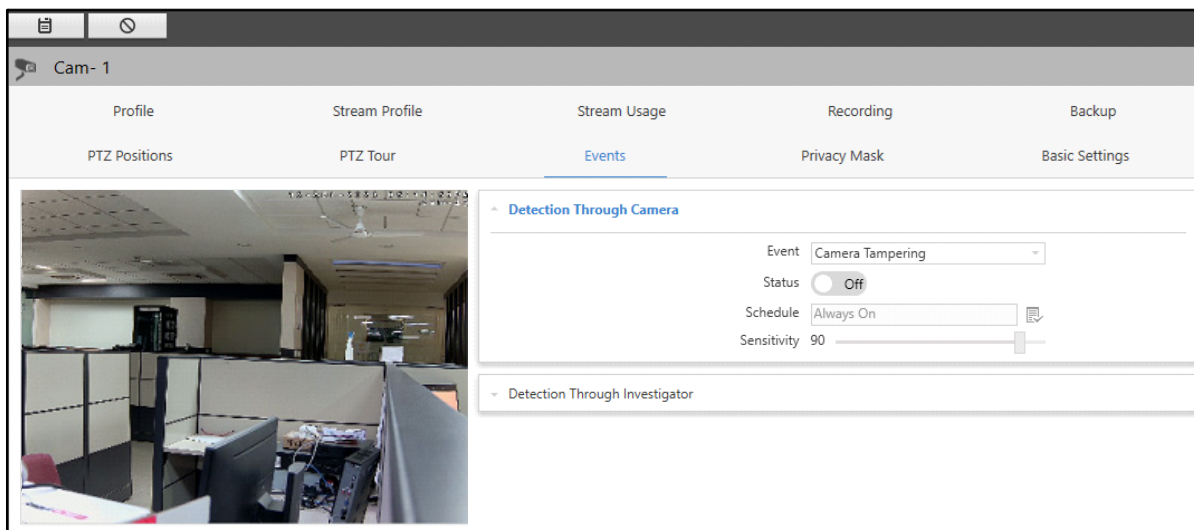 Cam- 1
Profile Stream Profile Stream Usage Recording Backup
PTZ Positions PTZ Tour Events Privacy Mask Basic Settings
Detection Through Camera
Event Camera Tampering
Status Off
Schedule Always On
Sensitivity 90
Detection Through Investigator